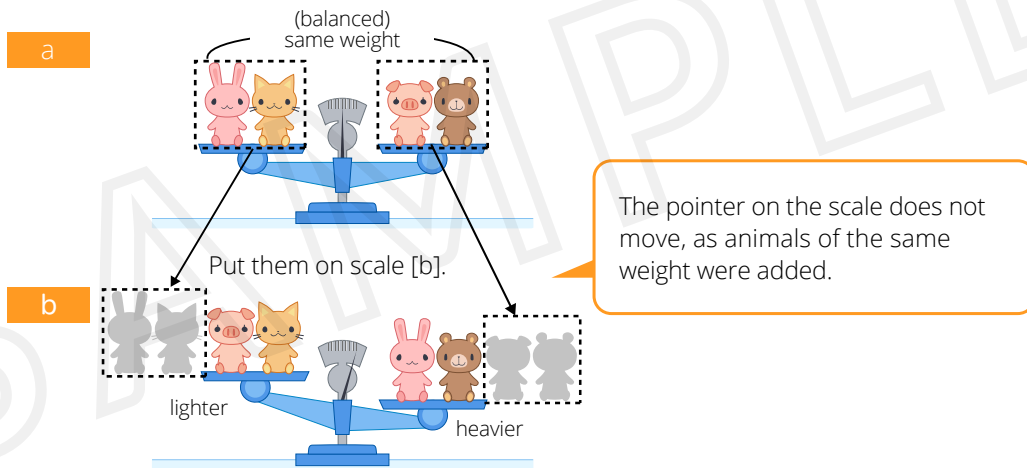 (balanced)
same weight
a
The pointer on the scale does not
move, as animals of the same
weight were added.
Put them on scale [b].
b
lighter
heavier
SAMPLE